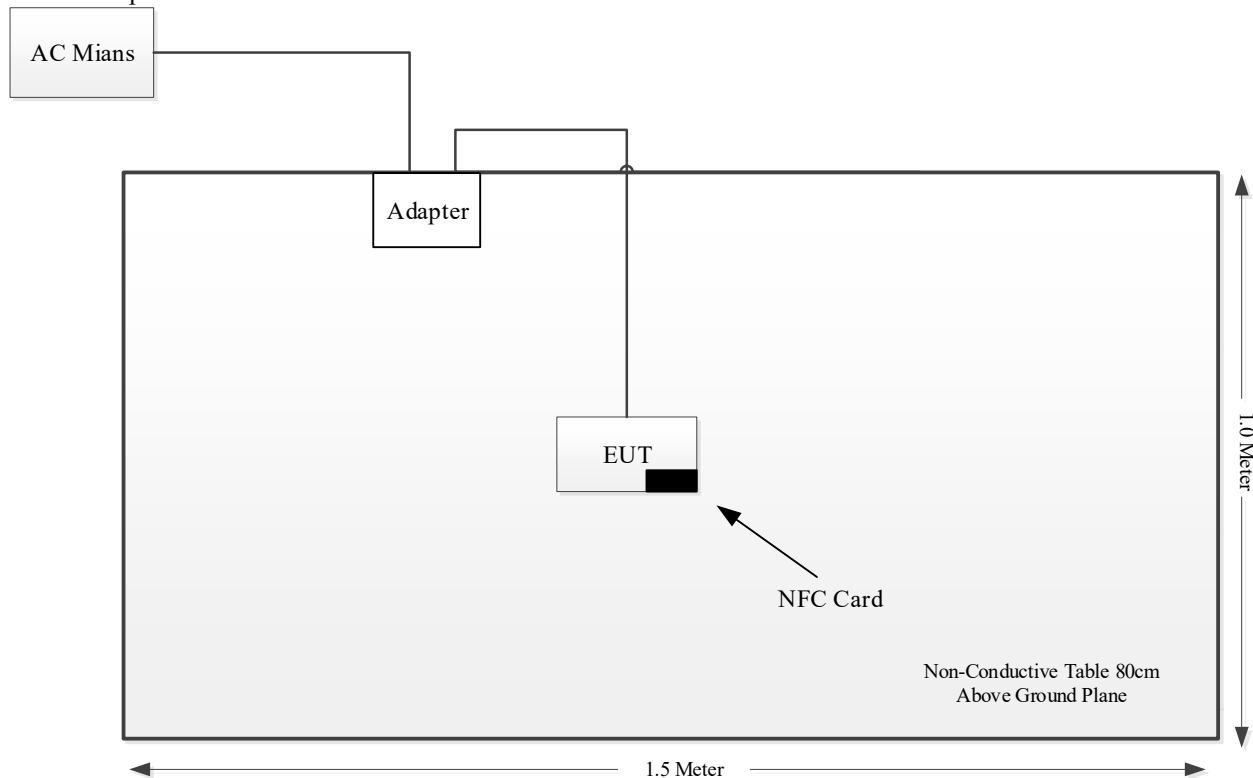 AC Mians
Adapter
EUT
NFC Card
Non-Conductive Table 80cm
Above Ground Plane
1.0 Meter
1.5 Meter